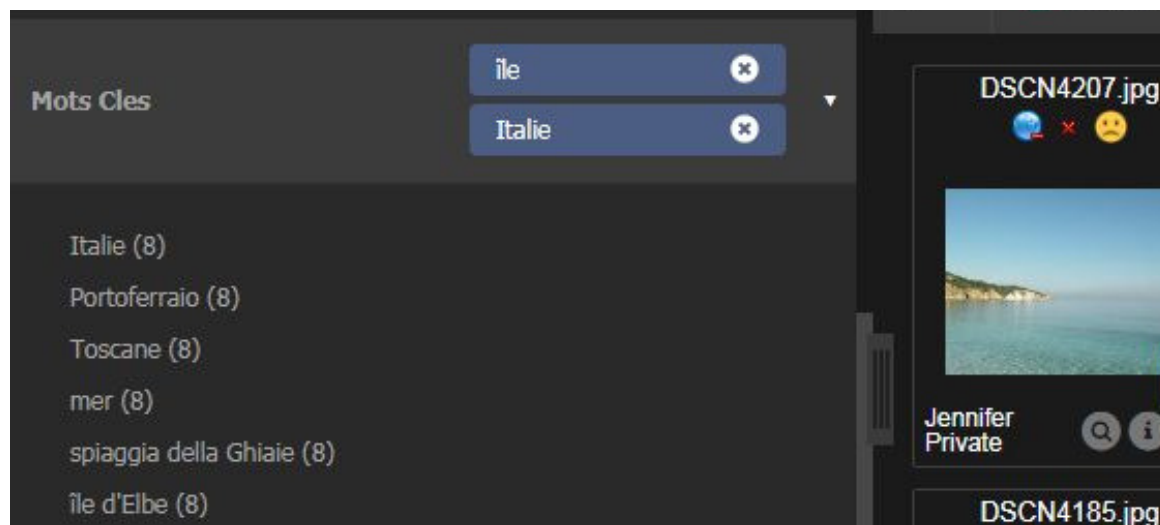 Mots Cles
île
Italie
Italie (8)
Portoferraio (8)
Toscane (8)
mer (8)
spiaggia della Ghiaie (8)
île d'Elbe (8)
DSCN4207.jpg
Jennifer
Private
DSCN4185.jpg